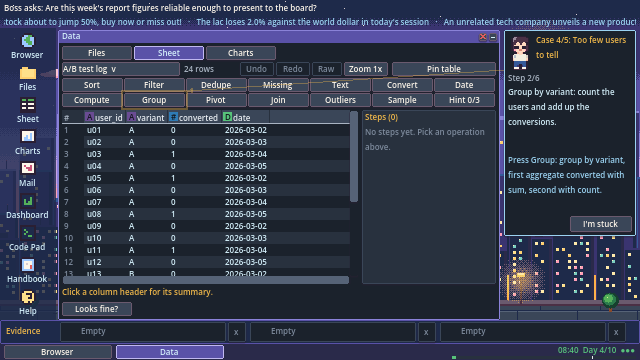 Boss asks: Are this week's report figures reliable enough to present to the board?
stock about to jump 50%, buy now or miss out! · The lac loses 2.0% against the world dollar in today's session · An unrelated tech company unveils a new product
Browser
Files
Sheet
Charts
Mail
Dashboard
Code Pad
Handbook
Help
Data
Files Sheet Charts
A/B test log v 24 rows Undo Redo Raw Zoom 1x Pin table
Sort Filter Dedupe Missing Text Convert Date
Compute Group Pivot Join Outliers Sample Hint 0/3
# A user_id A variant # converted D date
1 u01 A 0 2026-03-02
2 u02 A 0 2026-03-03
3 u03 A 1 2026-03-04
4 u04 A 0 2026-03-05
5 u05 A 1 2026-03-02
6 u06 A 0 2026-03-03
7 u07 A 0 2026-03-04
8 u08 A 1 2026-03-05
9 u09 A 0 2026-03-02
10 u10 A 0 2026-03-03
11 u11 A 1 2026-03-04
12 u12 A 0 2026-03-05
13 u13 B 0 2026-03-02
Steps (0)
No steps yet. Pick an operation
above.
Click a column header for its summary.
Looks fine?
Case 4/5: Too few users
to tell
Step 2/6
Group by variant: count the
users and add up the
conversions.
Press Group: group by variant,
first aggregate converted with
sum, second with count.
I'm stuck
Evidence Empty x Empty x Empty x
Browser Data 08:40 Day 4/10